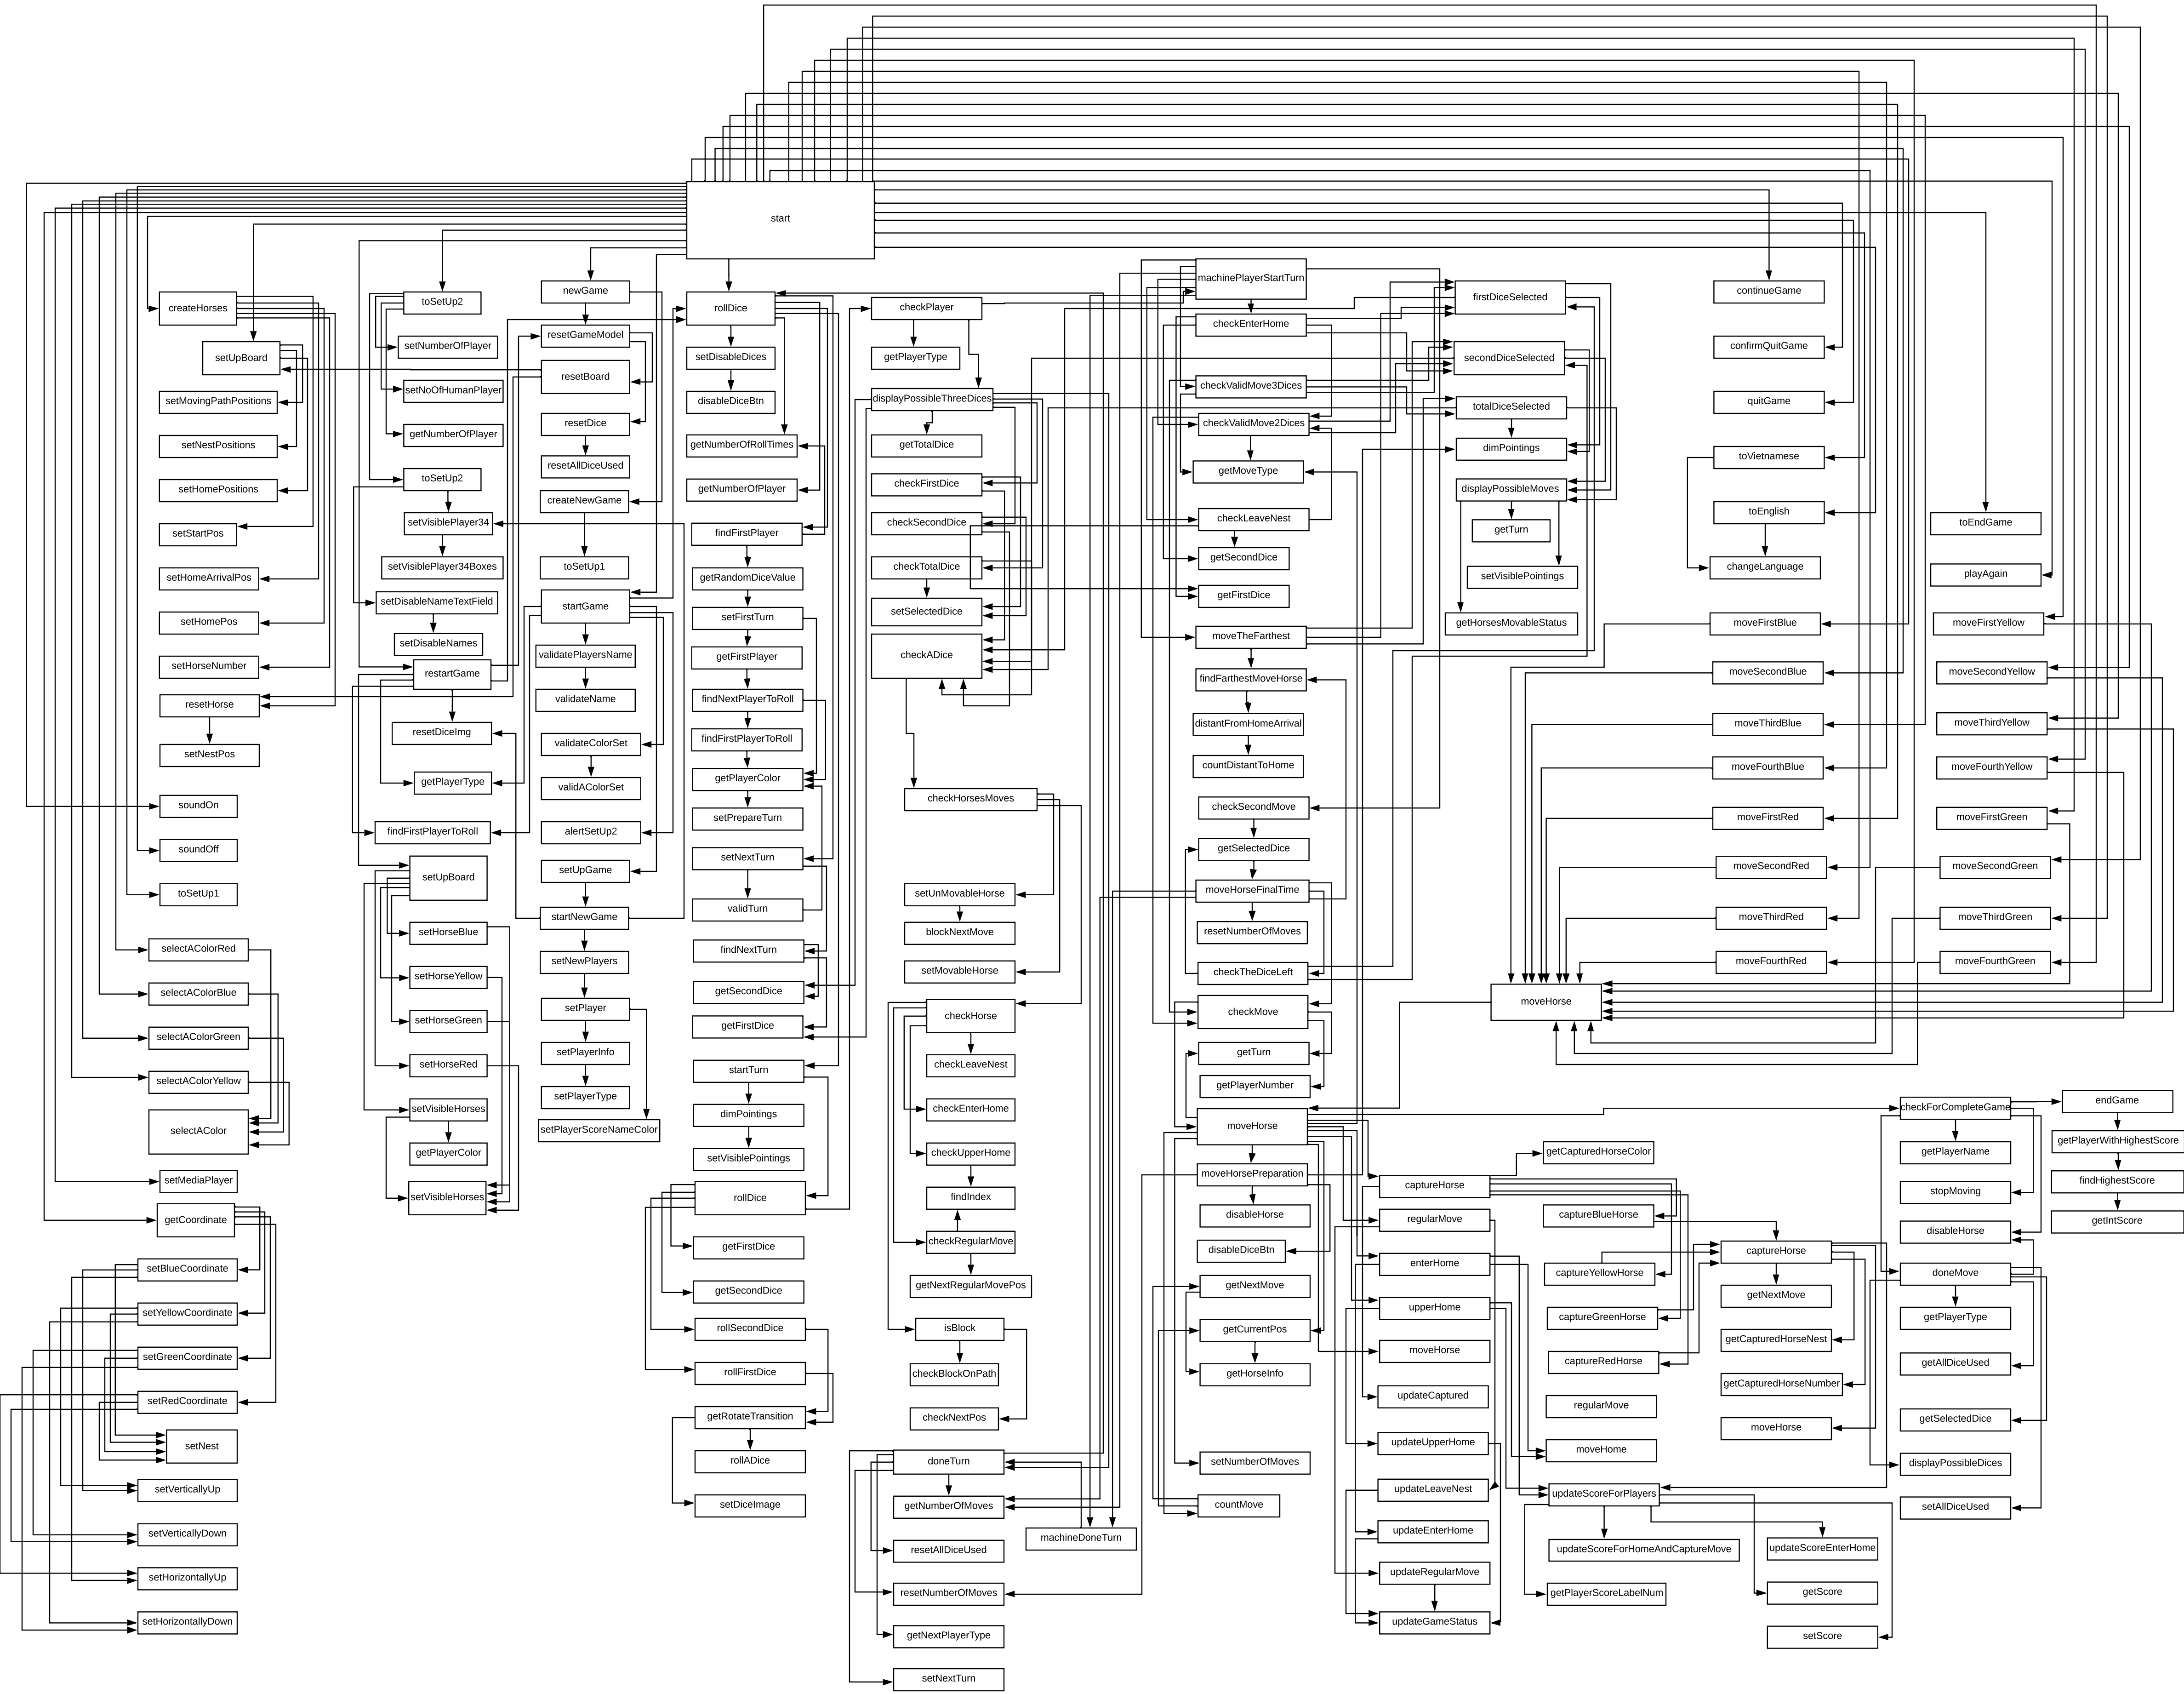 start
createHorses
setUpBoard
setMovingPathPositions
setNestPositions
setHomePositions
setStartPos
setHomeArrivalPos
setHomePos
setHorseNumber
resetHorse
setNestPos
soundOn
soundOff
toSetUp1
selectAColorRed
selectAColorBlue
selectAColorGreen
selectAColorYellow
selectAColor
setMediaPlayer
getCoordinate
setBlueCoordinate
setYellowCoordinate
setGreenCoordinate
setRedCoordinate
setNest
setVerticallyUp
setVerticallyDown
setHorizontallyUp
setHorizontallyDown
toSetUp2
setNumberOfPlayer
setNoOfHumanPlayer
getNumberOfPlayer
toSetUp2
setVisiblePlayer34
setVisiblePlayer34Boxes
setDisableNameTextField
setDisableNames
restartGame
resetDiceImg
getPlayerType
findFirstPlayerToRoll
setUpBoard
setHorseBlue
setHorseYellow
setHorseGreen
setHorseRed
setVisibleHorses
getPlayerColor
setVisibleHorses
newGame
resetGameModel
resetBoard
resetDice
resetAllDiceUsed
createNewGame
toSetUp1
startGame
validatePlayersName
validateName
validateColorSet
validAColorSet
alertSetUp2
setUpGame
startNewGame
setNewPlayers
setPlayer
setPlayerInfo
setPlayerType
setPlayerScoreNameColor
rollDice
setDisableDices
disableDiceBtn
getNumberOfRollTimes
getNumberOfPlayer
findFirstPlayer
getRandomDiceValue
setFirstTurn
getFirstPlayer
findNextPlayerToRoll
findFirstPlayerToRoll
getPlayerColor
setPrepareTurn
setNextTurn
validTurn
findNextTurn
getSecondDice
getFirstDice
startTurn
dimPointings
setVisiblePointings
rollDice
getFirstDice
getSecondDice
rollSecondDice
rollFirstDice
getRotateTransition
rollADice
setDiceImage
checkPlayer
getPlayerType
displayPossibleThreeDices
getTotalDice
checkFirstDice
checkSecondDice
checkTotalDice
setSelectedDice
checkADice
checkHorsesMoves
setUnMovableHorse
blockNextMove
setMovableHorse
checkHorse
checkLeaveNest
checkEnterHome
checkUpperHome
findIndex
checkRegularMove
getNextRegularMovePos
isBlock
checkBlockOnPath
checkNextPos
doneTurn
getNumberOfMoves
machineDoneTurn
resetAllDiceUsed
resetNumberOfMoves
getNextPlayerType
setNextTurn
machinePlayerStartTurn
checkEnterHome
checkValidMove3Dices
checkValidMove2Dices
getMoveType
checkLeaveNest
getSecondDice
getFirstDice
moveTheFarthest
findFarthestMoveHorse
distantFromHomeArrival
countDistantToHome
checkSecondMove
getSelectedDice
moveHorseFinalTime
resetNumberOfMoves
checkTheDiceLeft
checkMove
getTurn
getPlayerNumber
moveHorse
moveHorsePreparation
disableHorse
disableDiceBtn
getNextMove
getCurrentPos
getHorseInfo
setNumberOfMoves
countMove
firstDiceSelected
secondDiceSelected
totalDiceSelected
dimPointings
displayPossibleMoves
getTurn
setVisiblePointings
getHorsesMovableStatus
moveHorse
captureHorse
regularMove
enterHome
upperHome
moveHorse
updateCaptured
updateUpperHome
updateLeaveNest
updateEnterHome
updateRegularMove
updateGameStatus
getCapturedHorseColor
captureBlueHorse
captureYellowHorse
captureGreenHorse
captureRedHorse
regularMove
moveHome
updateScoreForPlayers
updateScoreForHomeAndCaptureMove
getPlayerScoreLabelNum
continueGame
confirmQuitGame
quitGame
toVietnamese
toEnglish
changeLanguage
moveFirstBlue
moveSecondBlue
moveThirdBlue
moveFourthBlue
moveFirstRed
moveSecondRed
moveThirdRed
moveFourthRed
captureHorse
getNextMove
getCapturedHorseNest
getCapturedHorseNumber
moveHorse
updateScoreEnterHome
getScore
setScore
toEndGame
playAgain
moveFirstYellow
moveSecondYellow
moveThirdYellow
moveFourthYellow
moveFirstGreen
moveSecondGreen
moveThirdGreen
moveFourthGreen
checkForCompleteGame
getPlayerName
stopMoving
disableHorse
doneMove
getPlayerType
getAllDiceUsed
getSelectedDice
displayPossibleDices
setAllDiceUsed
endGame
getPlayerWithHighestScore
findHighestScore
getIntScore